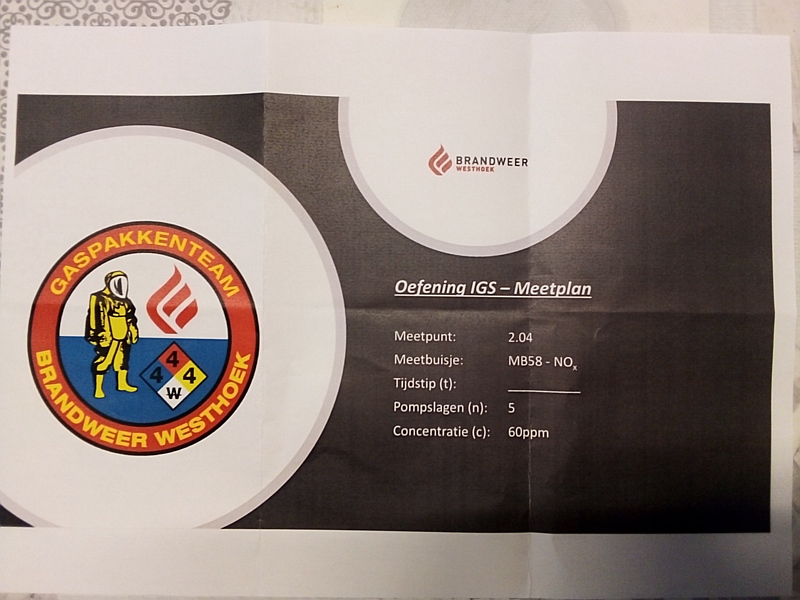 BRANDWEER
WESTHOEK
GASPAKKENTEAM
BRANDWEER WESTHOEK
4
4 4
W
Oefening IGS – Meetplan
Meetpunt: 2.04
Meetbuisje: MB58 - NOx
Tijdstip (t): ___________
Pompslagen (n): 5
Concentratie (c): 60ppm